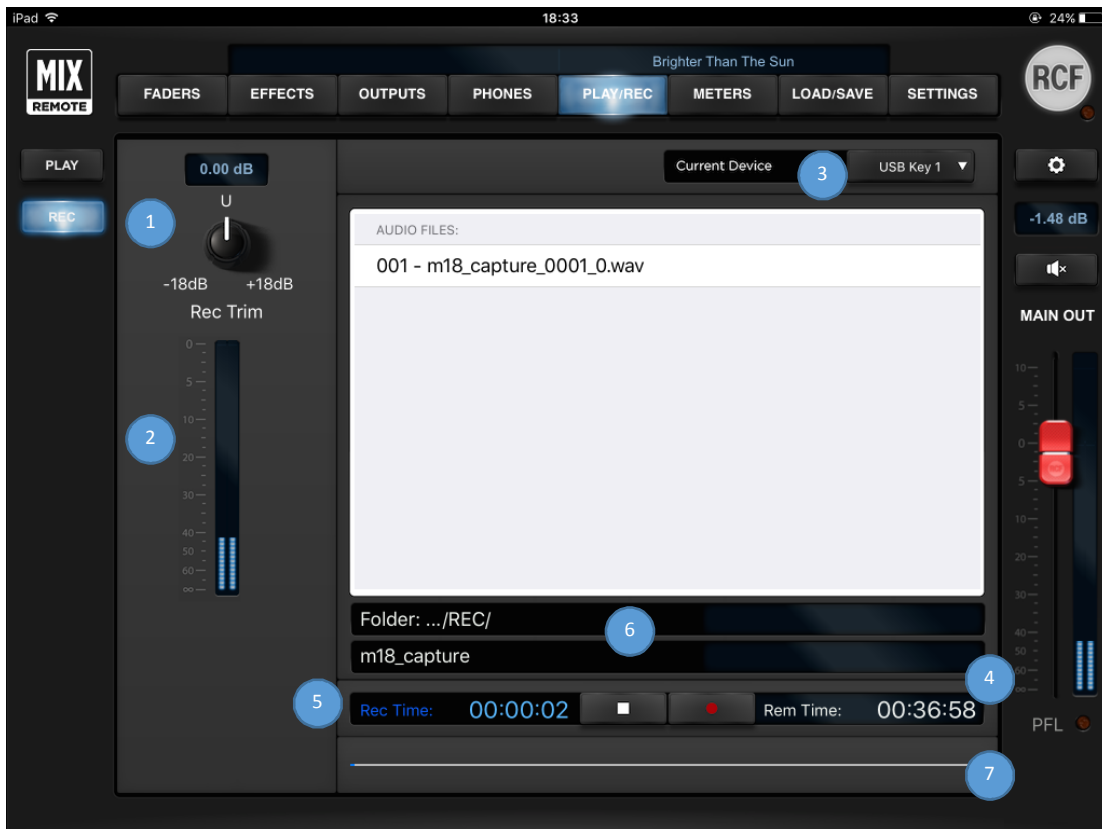 iPad 18:33 24%
Brighter Than The Sun
MIX
REMOTE
FADERS EFFECTS OUTPUTS PHONES PLAY/REC METERS LOAD/SAVE SETTINGS
RCF
PLAY
REC
0.00 dB
U
1
-18dB +18dB
Rec Trim
0
5
10
20
30
40
50
60
∞
2
Current Device 3 USB Key 1
AUDIO FILES:
001 - m18_capture_0001_0.wav
Folder: .../REC/
6
m18_capture
5
Rec Time: 00:00:02 Rem Time: 00:36:58
4
7
-1.48 dB
MAIN OUT
10
5
0
5
10
20
30
40
50
60
∞
PFL